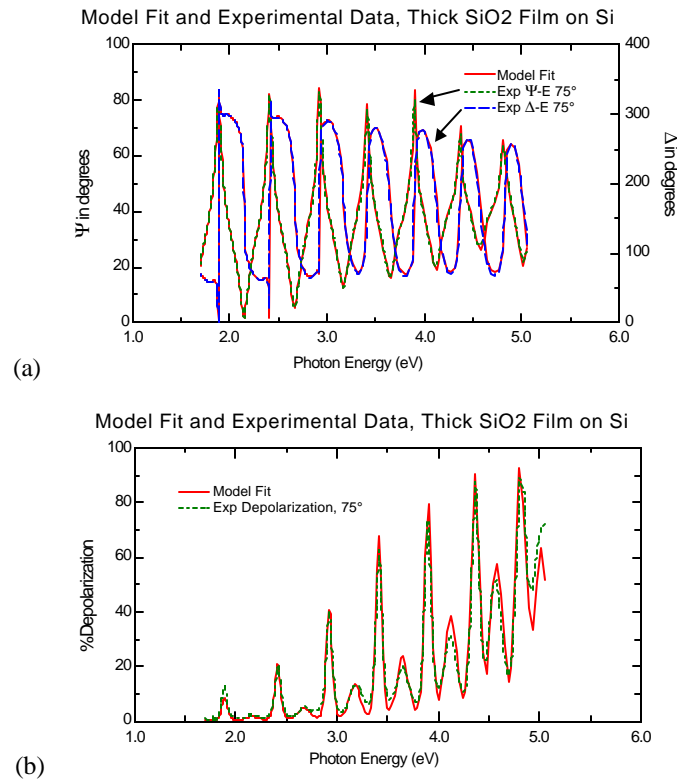 Model Fit and Experimental Data, Thick SiO2 Film on Si
100
80
60
40
20
0
Ψ in degrees
400
300
200
100
0
Δ in degrees
Model Fit
Exp Ψ-E 75°
Exp Δ-E 75°
1.0 2.0 3.0 4.0 5.0 6.0
Photon Energy (eV)
(a)
Model Fit and Experimental Data, Thick SiO2 Film on Si
100
80
60
40
20
0
%Depolarization
Model Fit
Exp Depolarization, 75°
1.0 2.0 3.0 4.0 5.0 6.0
Photon Energy (eV)
(b)